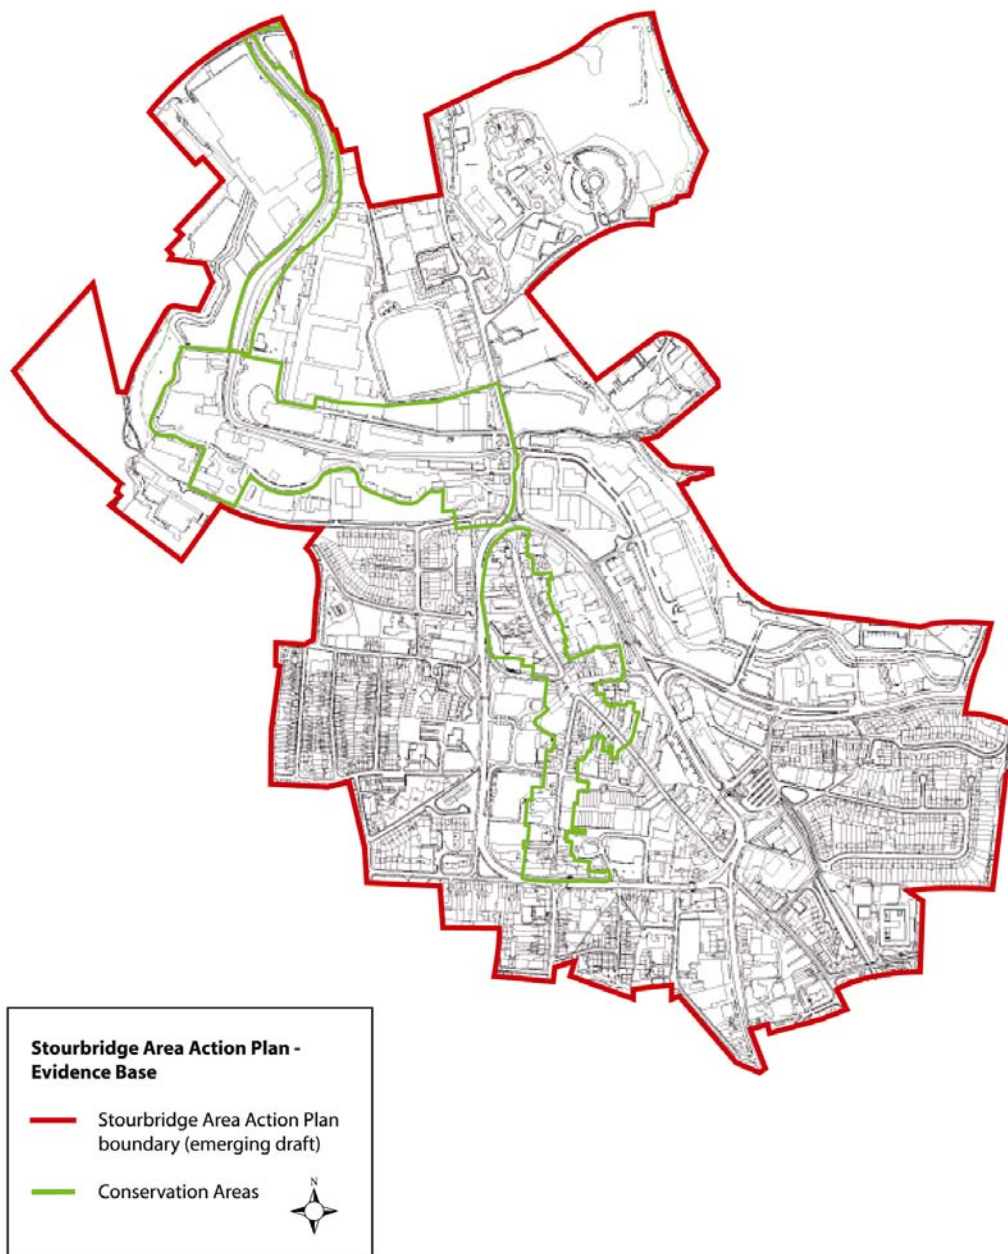 Stourbridge Area Action Plan -
Evidence Base
Stourbridge Area Action Plan
boundary (emerging draft)
Conservation Areas
N